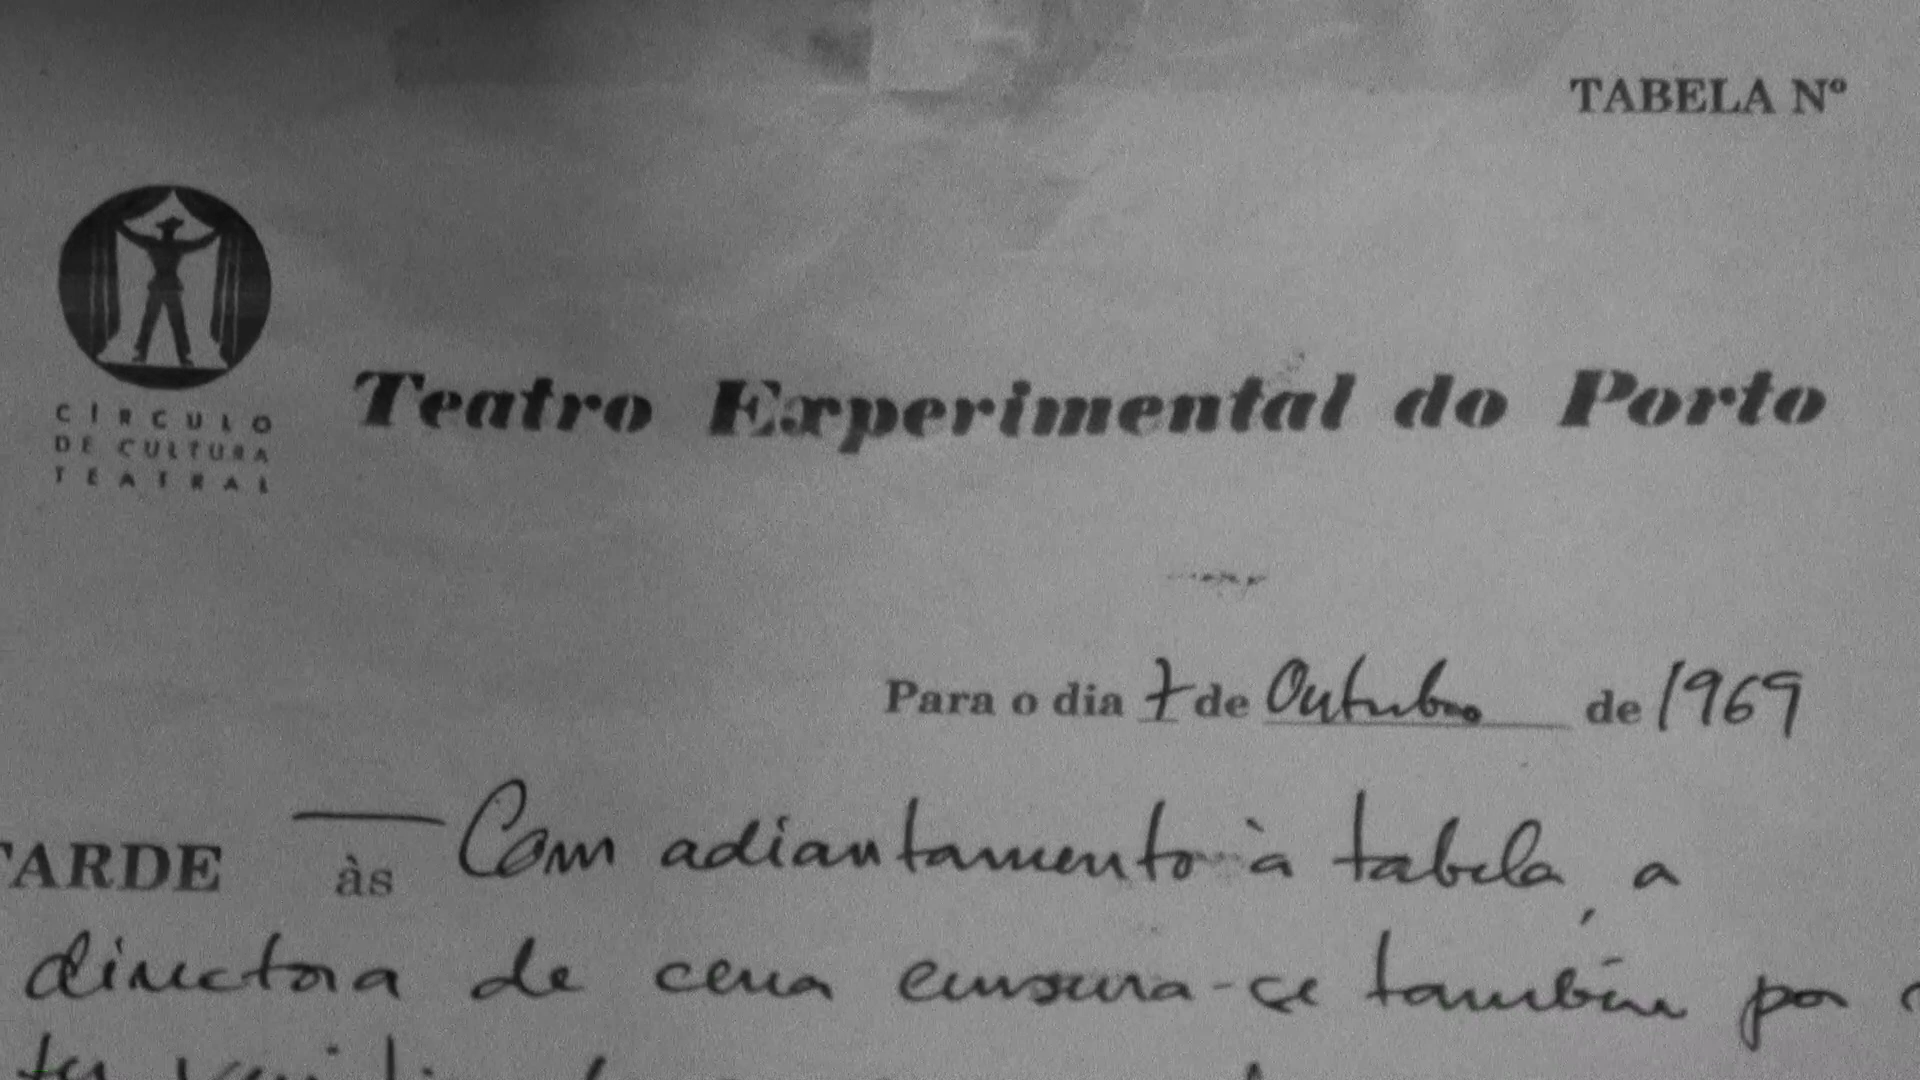 TABELA Nº
CÍRCULO
DE CULTURA
TEATRAL
Teatro Experimental do Porto
Para o dia 7 de Outubro de 1969
TARDE às Com adiantamento à tabela, a
directora de cena censura-se também por